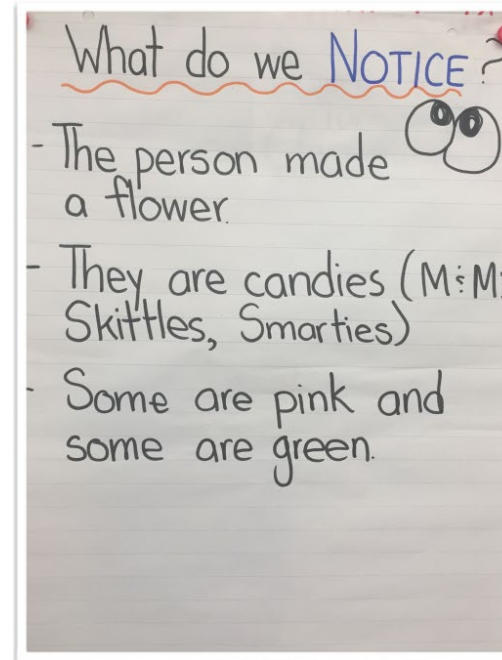 What do we NOTICE?
- The person made
a flower.
- They are candies (M&M
Skittles, Smarties)
- Some are pink and
some are green.